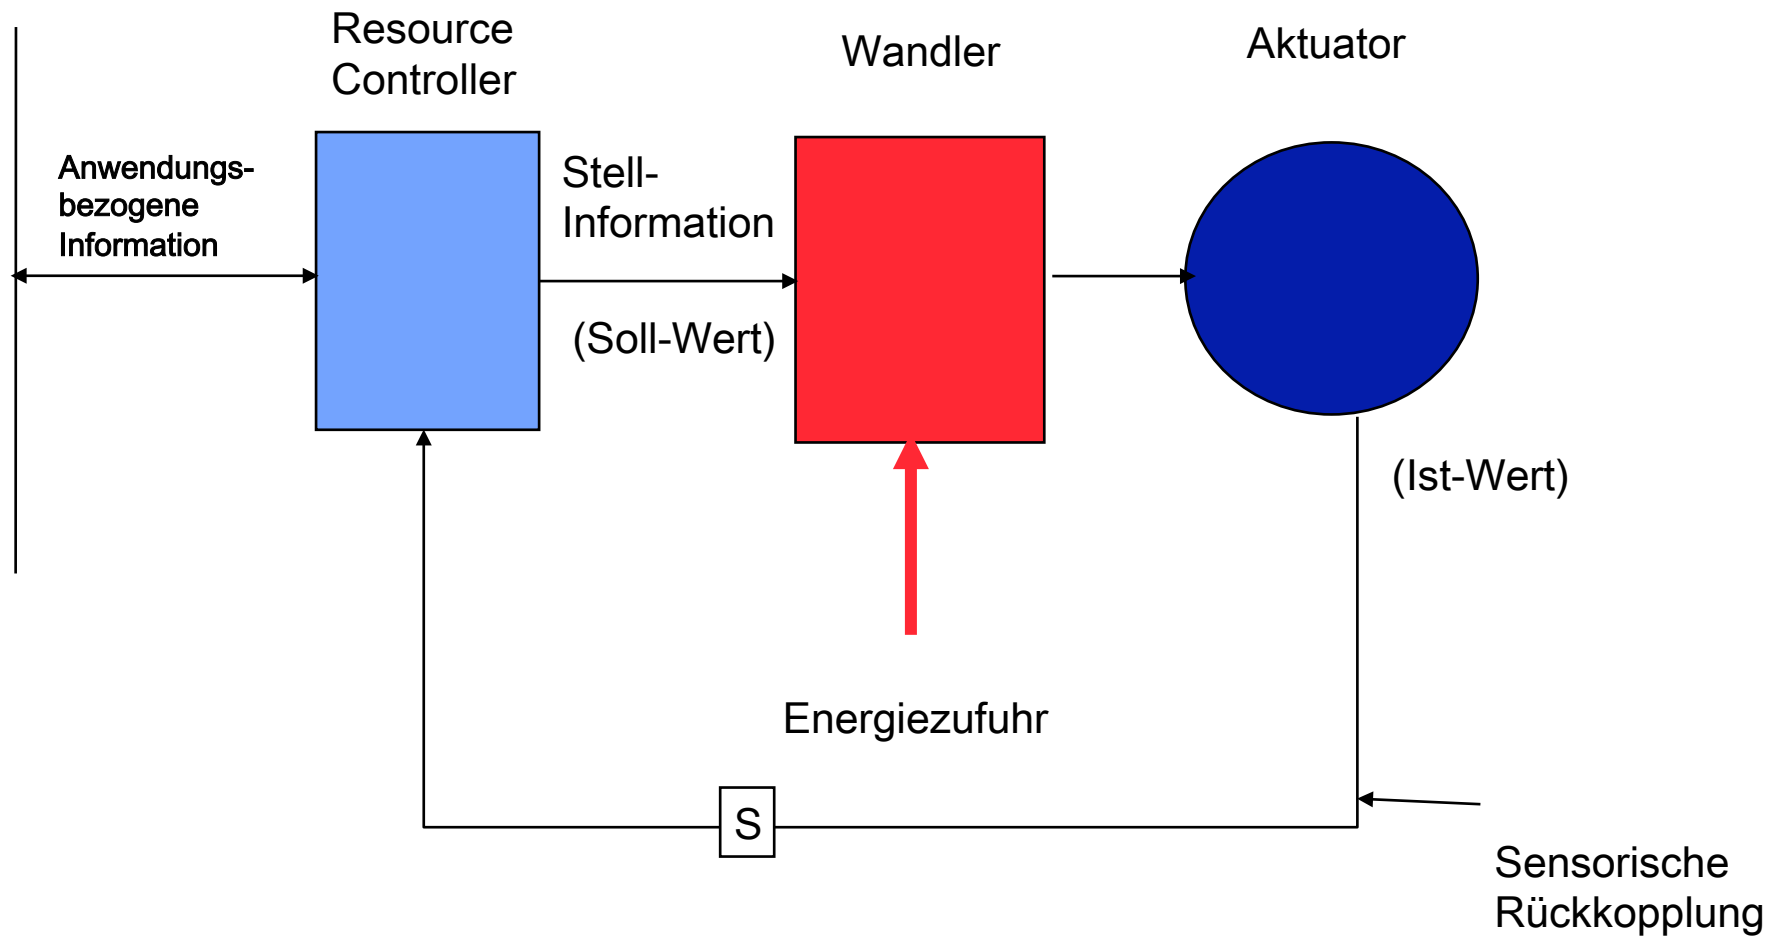 Resource
Controller
Wandler
Aktuator
Anwendungs-
bezogene
Information
Stell-
Information
(Soll-Wert)
(Ist-Wert)
Energiezufuhr
S
Sensorische
Rückkopplung